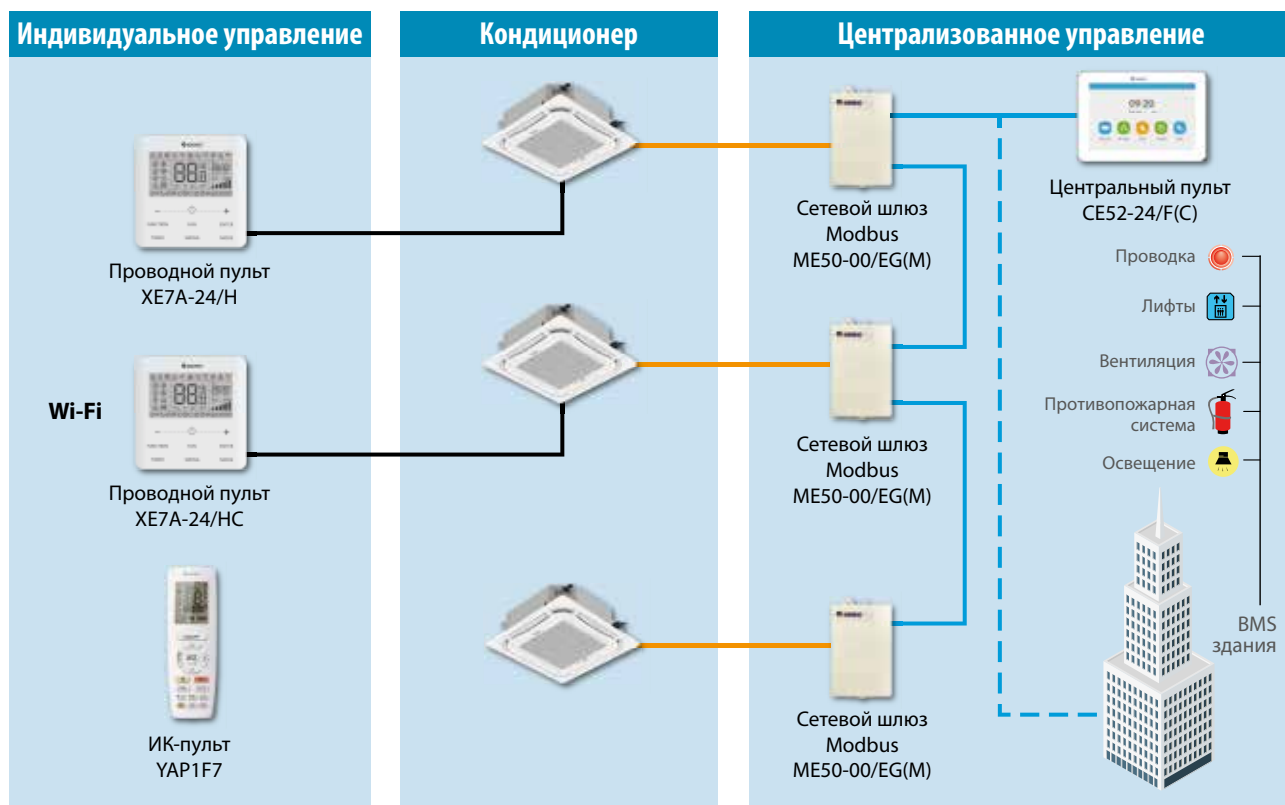 Индивидуальное управление
Кондиционер
Централизованное управление
Проводной пульт
XE7A-24/H
Wi-Fi
Проводной пульт
XE7A-24/HC
ИК-пульт
YAP1F7
Сетевой шлюз
Modbus
ME50-00/EG(M)
Сетевой шлюз
Modbus
ME50-00/EG(M)
Сетевой шлюз
Modbus
ME50-00/EG(M)
09:20
Центральный пульт
CE52-24/F(C)
Проводка
Лифты
Вентиляция
Противопожарная
система
Освещение
BMS
здания